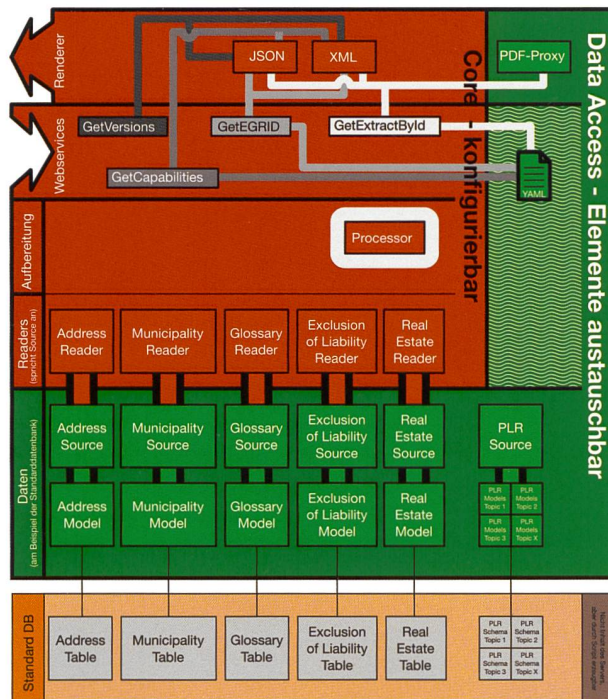 Renderer
JSON
XML
PDF-Proxy
Data Access - Elemente austauschbar
Core - konfigurierbar
Webservices
GetVersions
GetEGRID
GetExtractById
GetCapabilities
YAML
Aufbereitung
Processor
Readers
(spricht Source an)
Address
Reader
Municipality
Reader
Glossary
Reader
Exclusion
of Liability
Reader
Real
Estate
Reader
Daten
(am Beispiel der Standarddatenbank)
Address
Source
Municipality
Source
Glossary
Source
Exclusion
of Liability
Source
Real
Estate
Source
PLR
Source
Address
Model
Municipality
Model
Glossary
Model
Exclusion
of Liability
Model
Real
Estate
Model
PLR
Models
Topic 1
PLR
Models
Topic 2
PLR
Models
Topic 3
PLR
Models
Topic X
Standard DB
Address
Table
Municipality
Table
Glossary
Table
Exclusion
of Liability
Table
Real
Estate
Table
PLR
Schema
Topic 1
PLR
Schema
Topic 2
PLR
Schema
Topic 3
PLR
Schema
Topic X